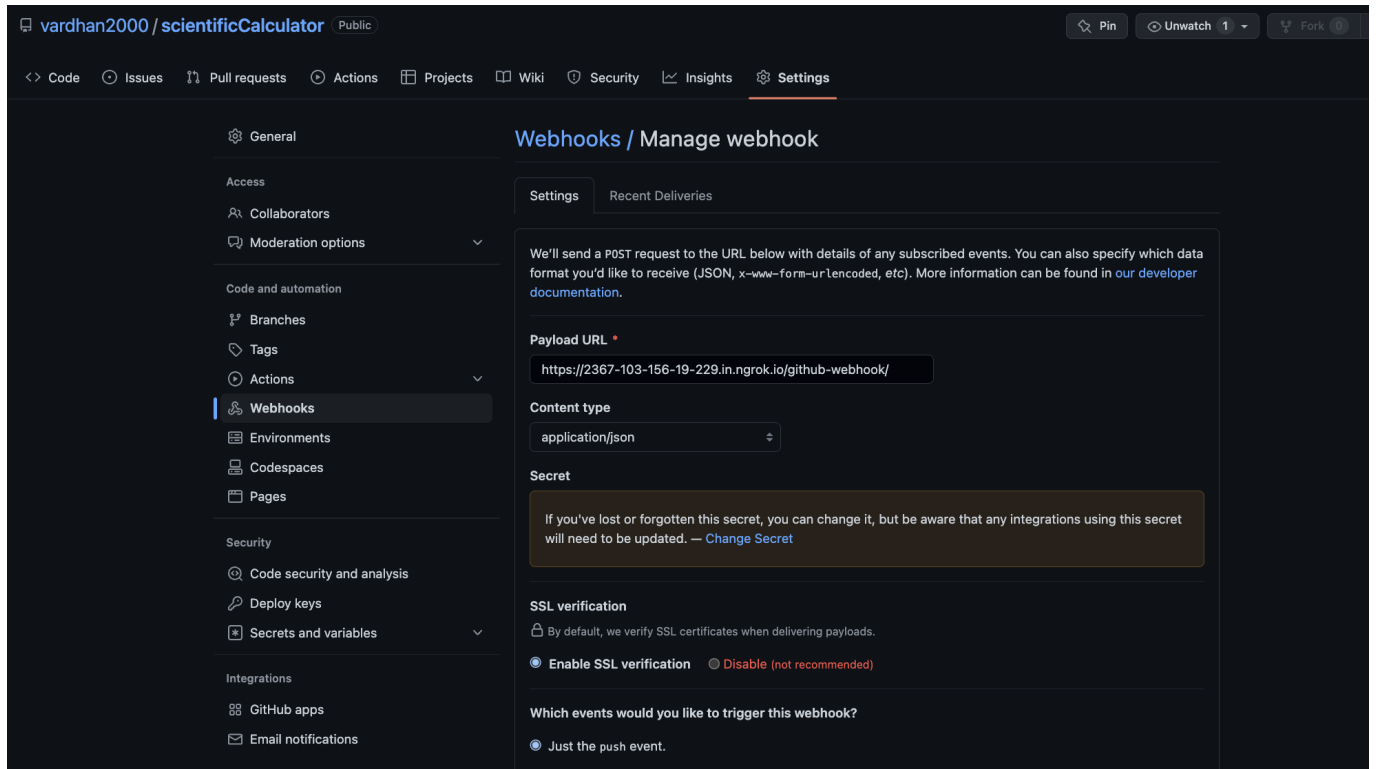 vardhan2000 / scientificCalculator Public
Pin Unwatch 1 Fork 0
Code Issues Pull requests Actions Projects Wiki Security Insights Settings
General
Access
Collaborators
Moderation options
Code and automation
Branches
Tags
Actions
Webhooks
Environments
Codespaces
Pages
Security
Code security and analysis
Deploy keys
Secrets and variables
Integrations
GitHub apps
Email notifications
Webhooks / Manage webhook
Settings Recent Deliveries
We'll send a POST request to the URL below with details of any subscribed events. You can also specify which data
format you'd like to receive (JSON, x-www-form-urlencoded, etc). More information can be found in our developer
documentation.
Payload URL *
https://2367-103-156-19-229.in.ngrok.io/github-webhook/
Content type
application/json
Secret
If you've lost or forgotten this secret, you can change it, but be aware that any integrations using this secret
will need to be updated. — Change Secret
SSL verification
By default, we verify SSL certificates when delivering payloads.
Enable SSL verification Disable (not recommended)
Which events would you like to trigger this webhook?
Just the push event.